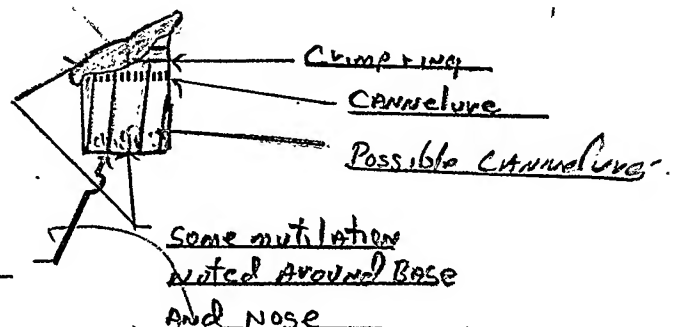 Crimping
Cannelure
Possible Cannelure.
Some mutilation
Noted Around Base
And Nose